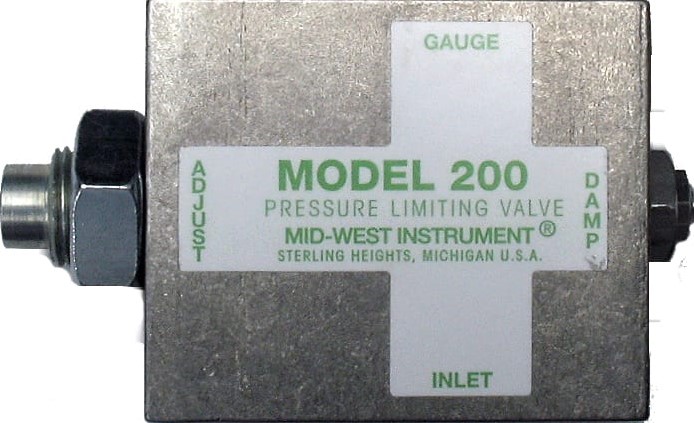 GAUGE
ADJUST
MODEL 200
PRESSURE LIMITING VALVE
MID-WEST INSTRUMENT ®
STERLING HEIGHTS, MICHIGAN U.S.A.
DAMP
INLET